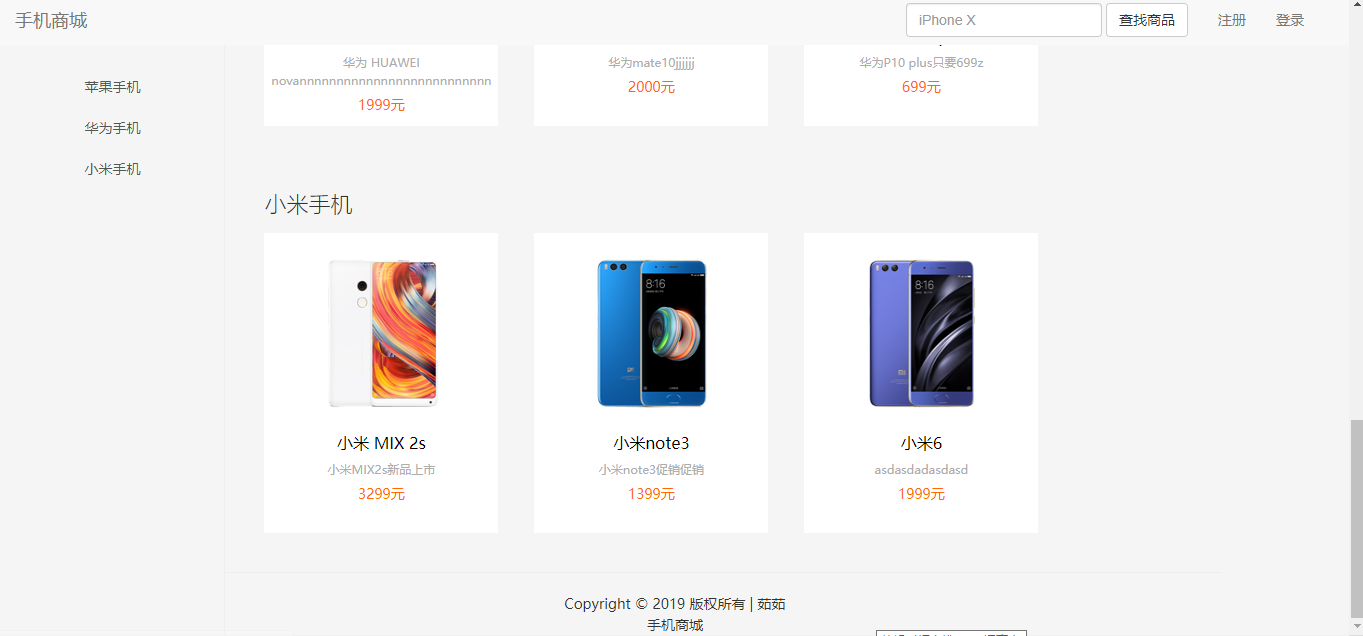 手机商城
iPhone X
查找商品
注册
登录
苹果手机
华为手机
小米手机
华为 HUAWEI
novannnnnnnnnnnnnnnnnnnnnnnnnn
1999元
华为mate10jjjjjj
2000元
华为P10 plus只要699z
699元
小米手机
8:16
8:16
小米 MIX 2s
小米MIX2s新品上市
3299元
小米note3
小米note3促销促销
1399元
小米6
asdasdadasdasd
1999元
Copyright © 2019 版权所有 | 茹茹
手机商城